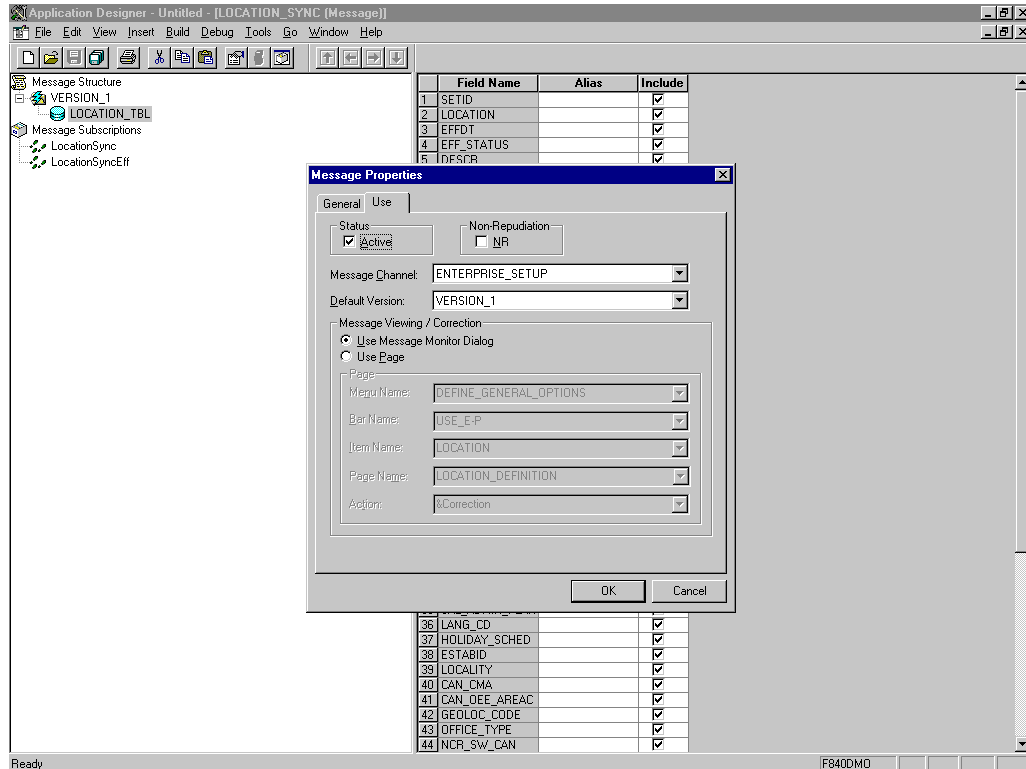 Application Designer - Untitled - [LOCATION_SYNC (Message)]
File Edit View Insert Build Debug Tools Go Window Help
Message Structure
VERSION_1
LOCATION_TBL
Message Subscriptions
LocationSync
LocationSyncEff
Field Name Alias Include
1 SETID
2 LOCATION
3 EFFDT
4 EFF_STATUS
5 DESCR
Message Properties
General Use
Status
Active
Non-Repudiation
NR
Message Channel: ENTERPRISE_SETUP
Default Version: VERSION_1
Message Viewing / Correction
Use Message Monitor Dialog
Use Page
Page
Menu Name: DEFINE_GENERAL_OPTIONS
Bar Name: USE_E-P
Item Name: LOCATION
Page Name: LOCATION_DEFINITION
Action: &Correction
OK Cancel
36 LANG_CD
37 HOLIDAY_SCHED
38 ESTABID
39 LOCALITY
40 CAN_CMA
41 CAN_OEE_AREAC
42 GEOLOC_CODE
43 OFFICE_TYPE
44 NCR_SW_CAN
Ready F840DMO